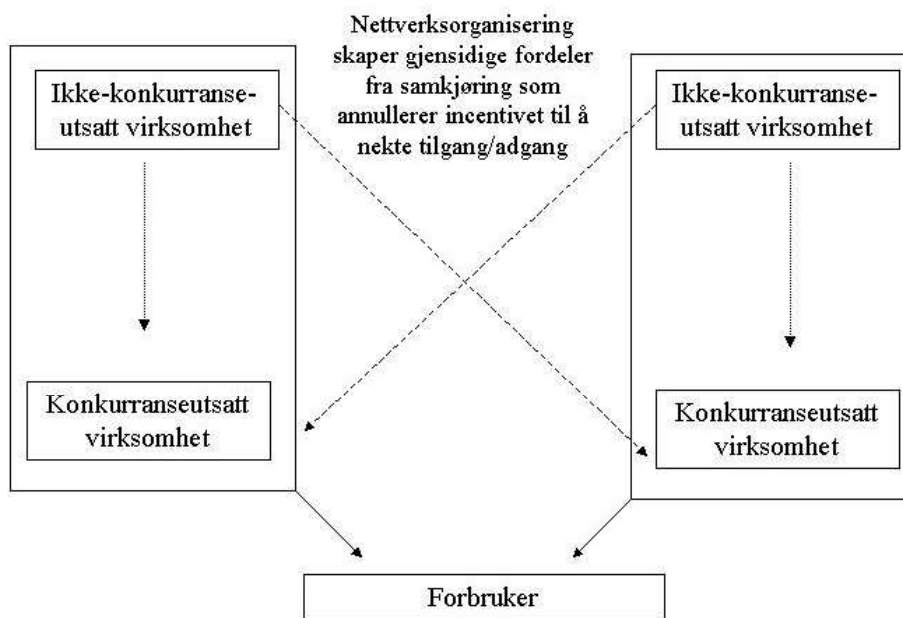 Nettverksorganisering
skaper gjensidige fordeler
fra samkjøring som
annullerer incentivet til å
nekte tilgang/adgang
Ikke-konkurranse-
utsatt virksomhet
Ikke-konkurranse-
utsatt virksomhet
Konkurranseutsatt
virksomhet
Konkurranseutsatt
virksomhet
Forbruker